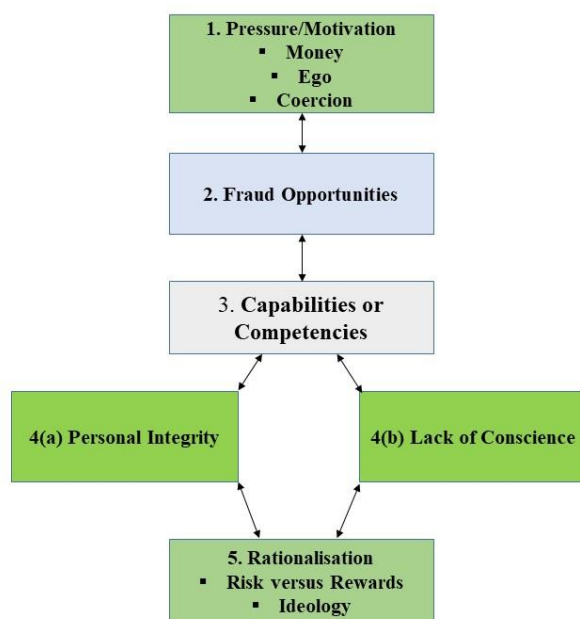 1. Pressure/Motivation
▪ Money
▪ Ego
▪ Coercion
2. Fraud Opportunities
3. Capabilities or
Competencies
4(a) Personal Integrity
4(b) Lack of Conscience
5. Rationalisation
▪ Risk versus Rewards
▪ Ideology